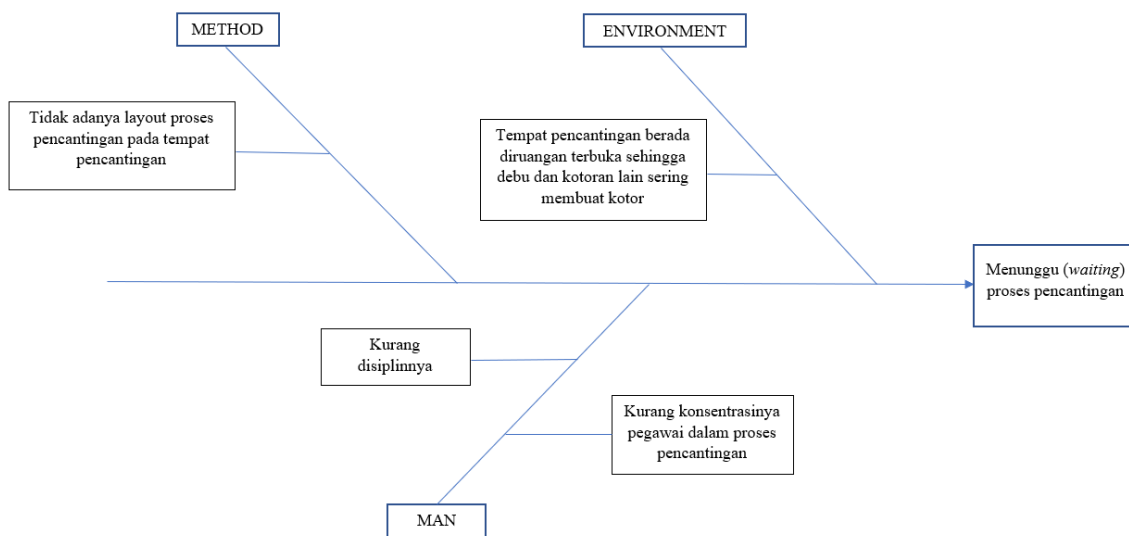 METHOD
ENVIRONMENT
Tidak adanya layout proses
pencantingan pada tempat
pencantingan
Tempat pencantingan berada
diruangan terbuka sehingga
debu dan kotoran lain sering
membuat kotor
Menunggu (waiting)
proses pencantingan
Kurang
disiplinnya
Kurang konsentrasinya
pegawai dalam proses
pencantingan
MAN